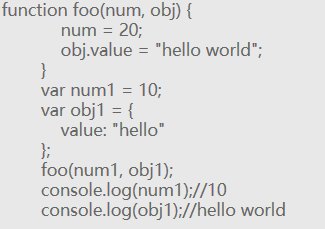 function foo(num, obj) {
num = 20;
obj.value = "hello world";
}
var num1 = 10;
var obj1 = {
value: "hello"
};
foo(num1, obj1);
console.log(num1);//10
console.log(obj1);//hello world